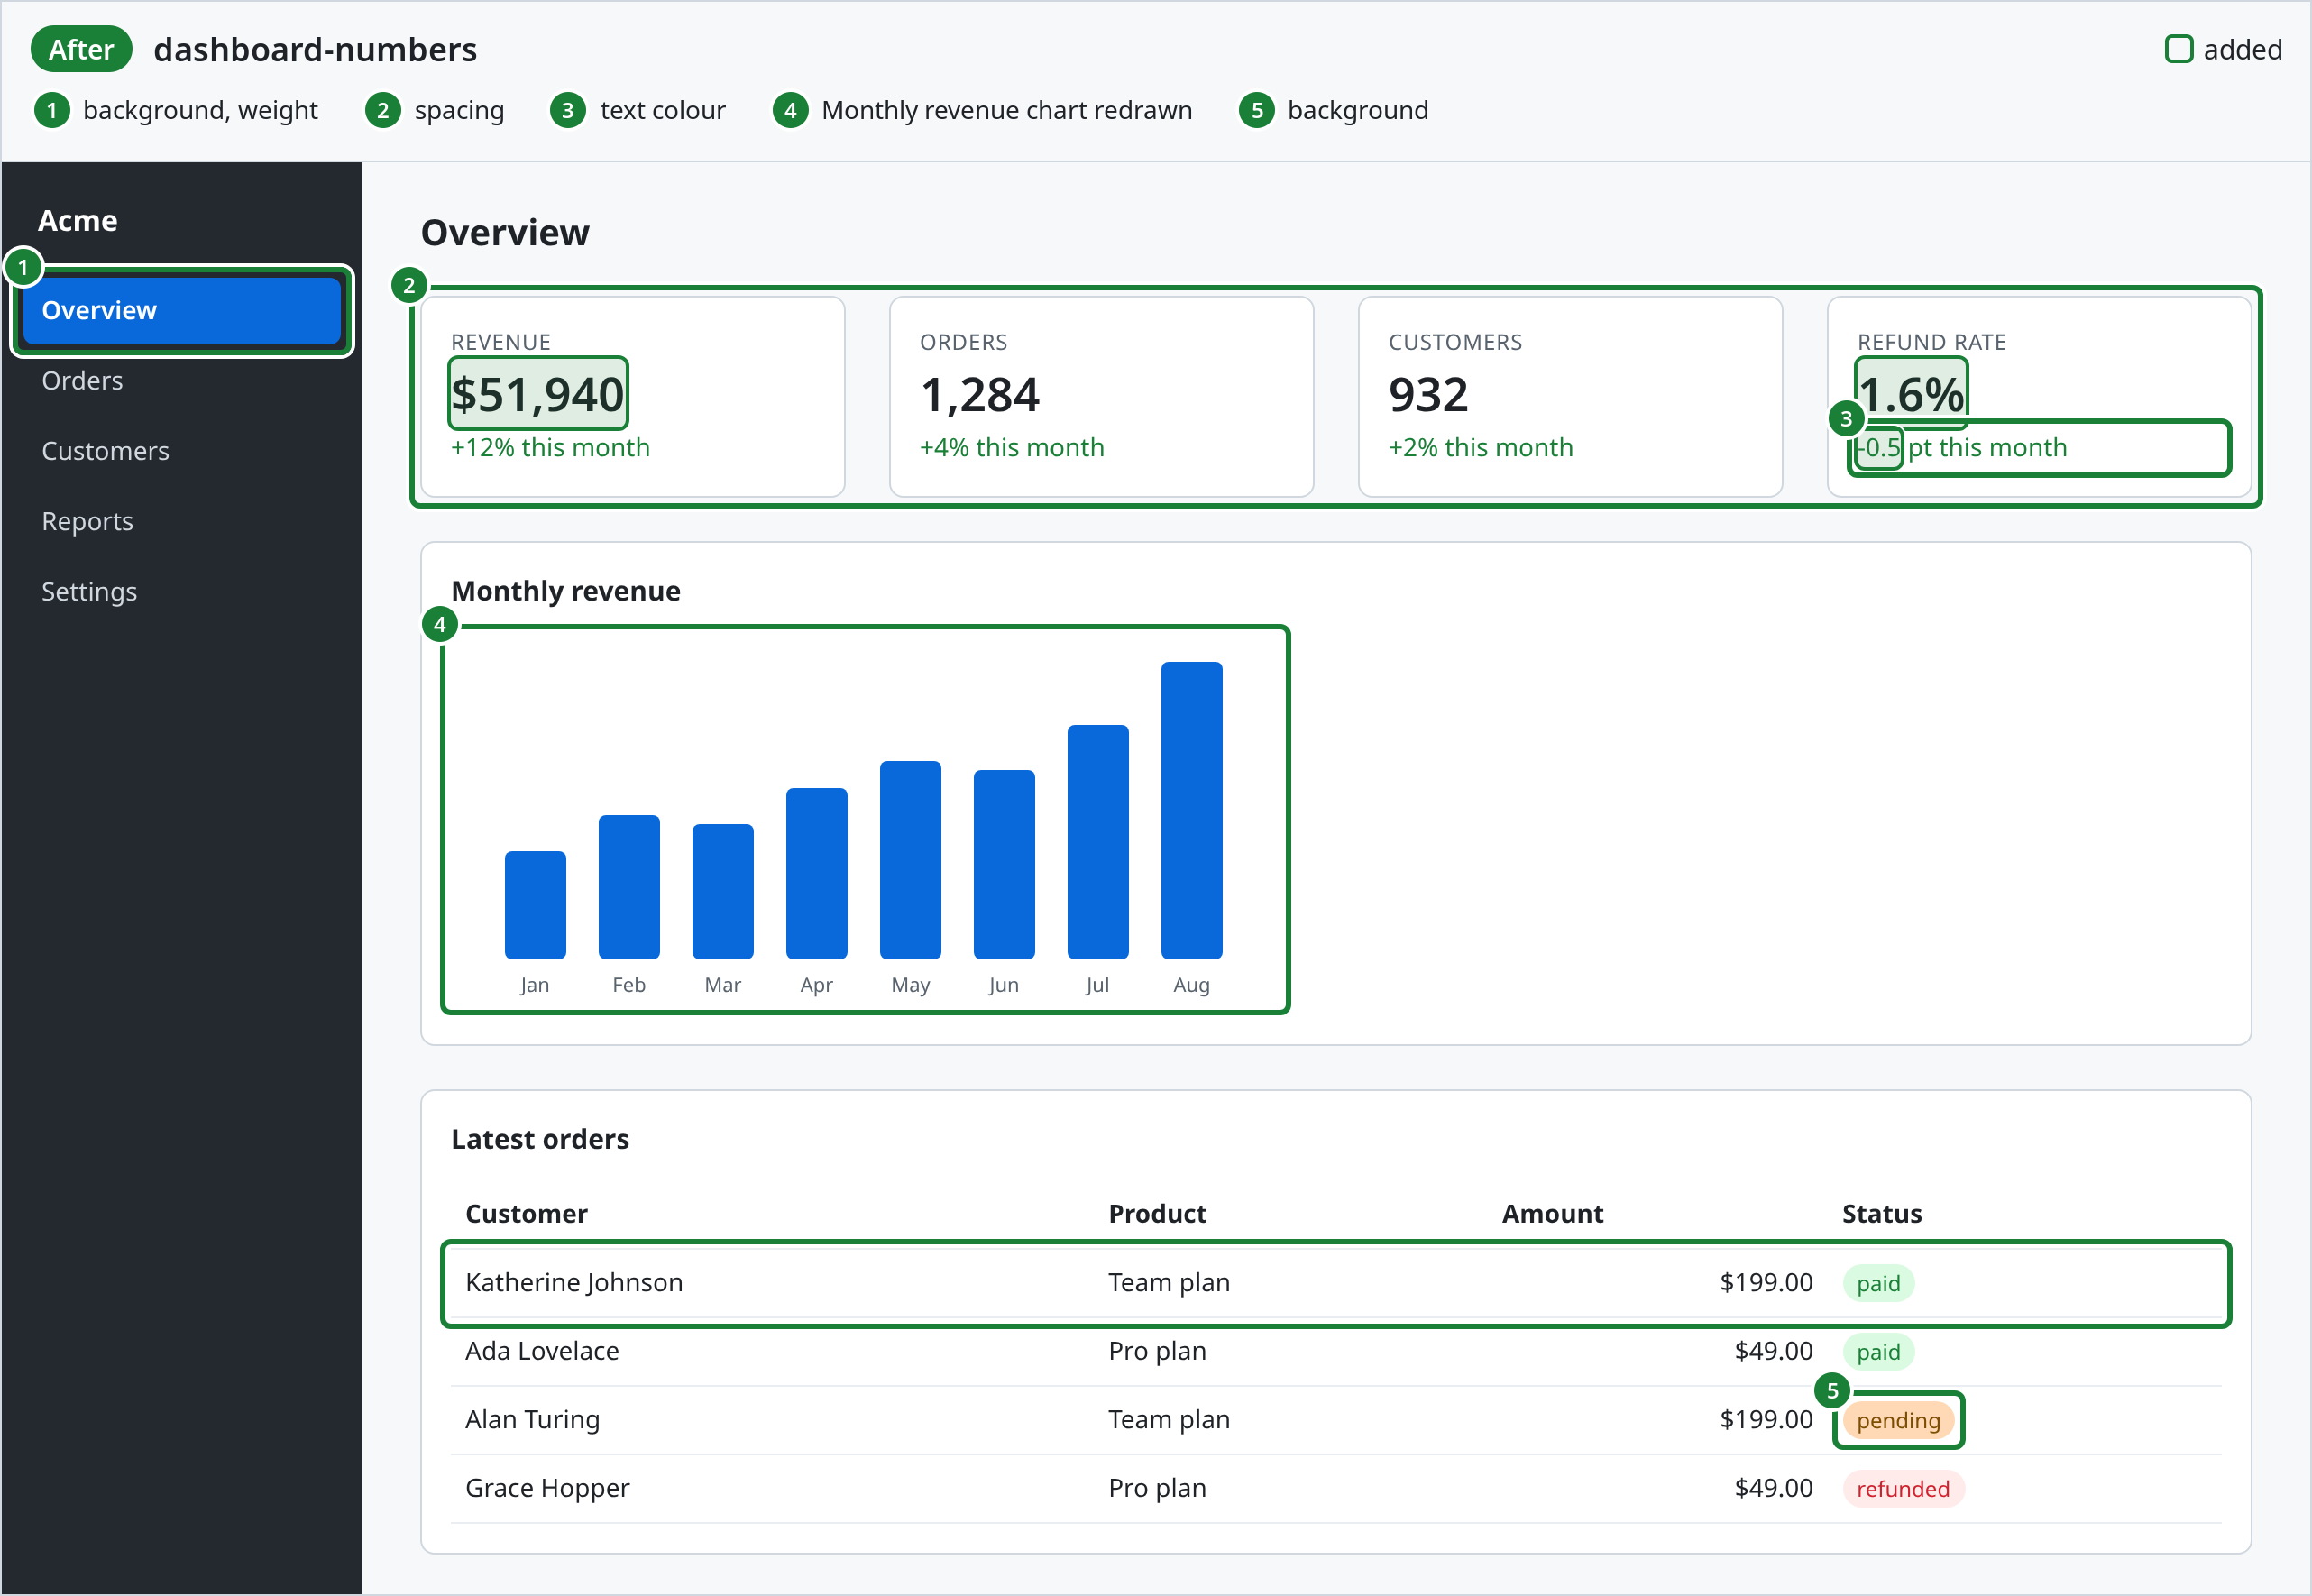 After dashboard-numbers added
1 background, weight 2 spacing 3 text colour 4 Monthly revenue chart redrawn 5 background
Acme
1
Overview
Orders
Customers
Reports
Settings
Overview
2
REVENUE ORDERS CUSTOMERS REFUND RATE
$51,940 1,284 932 1.6%
3
+12% this month +4% this month +2% this month -0.5 pt this month
Monthly revenue
4
Jan Feb Mar Apr May Jun Jul Aug
Latest orders
Customer Product Amount Status
Katherine Johnson Team plan $199.00 paid
Ada Lovelace Pro plan $49.00 paid
5
Alan Turing Team plan $199.00 pending
Grace Hopper Pro plan $49.00 refunded